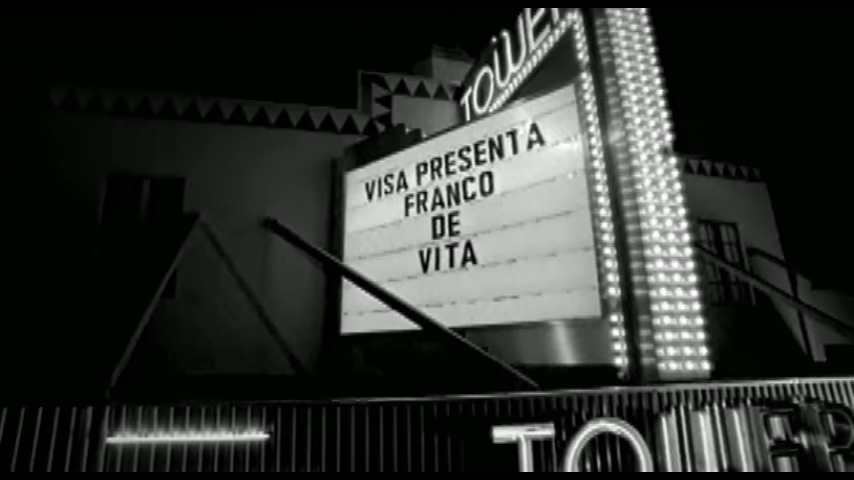 TOWER
VISA PRESENTA
FRANCO
DE
VITA
TOWER